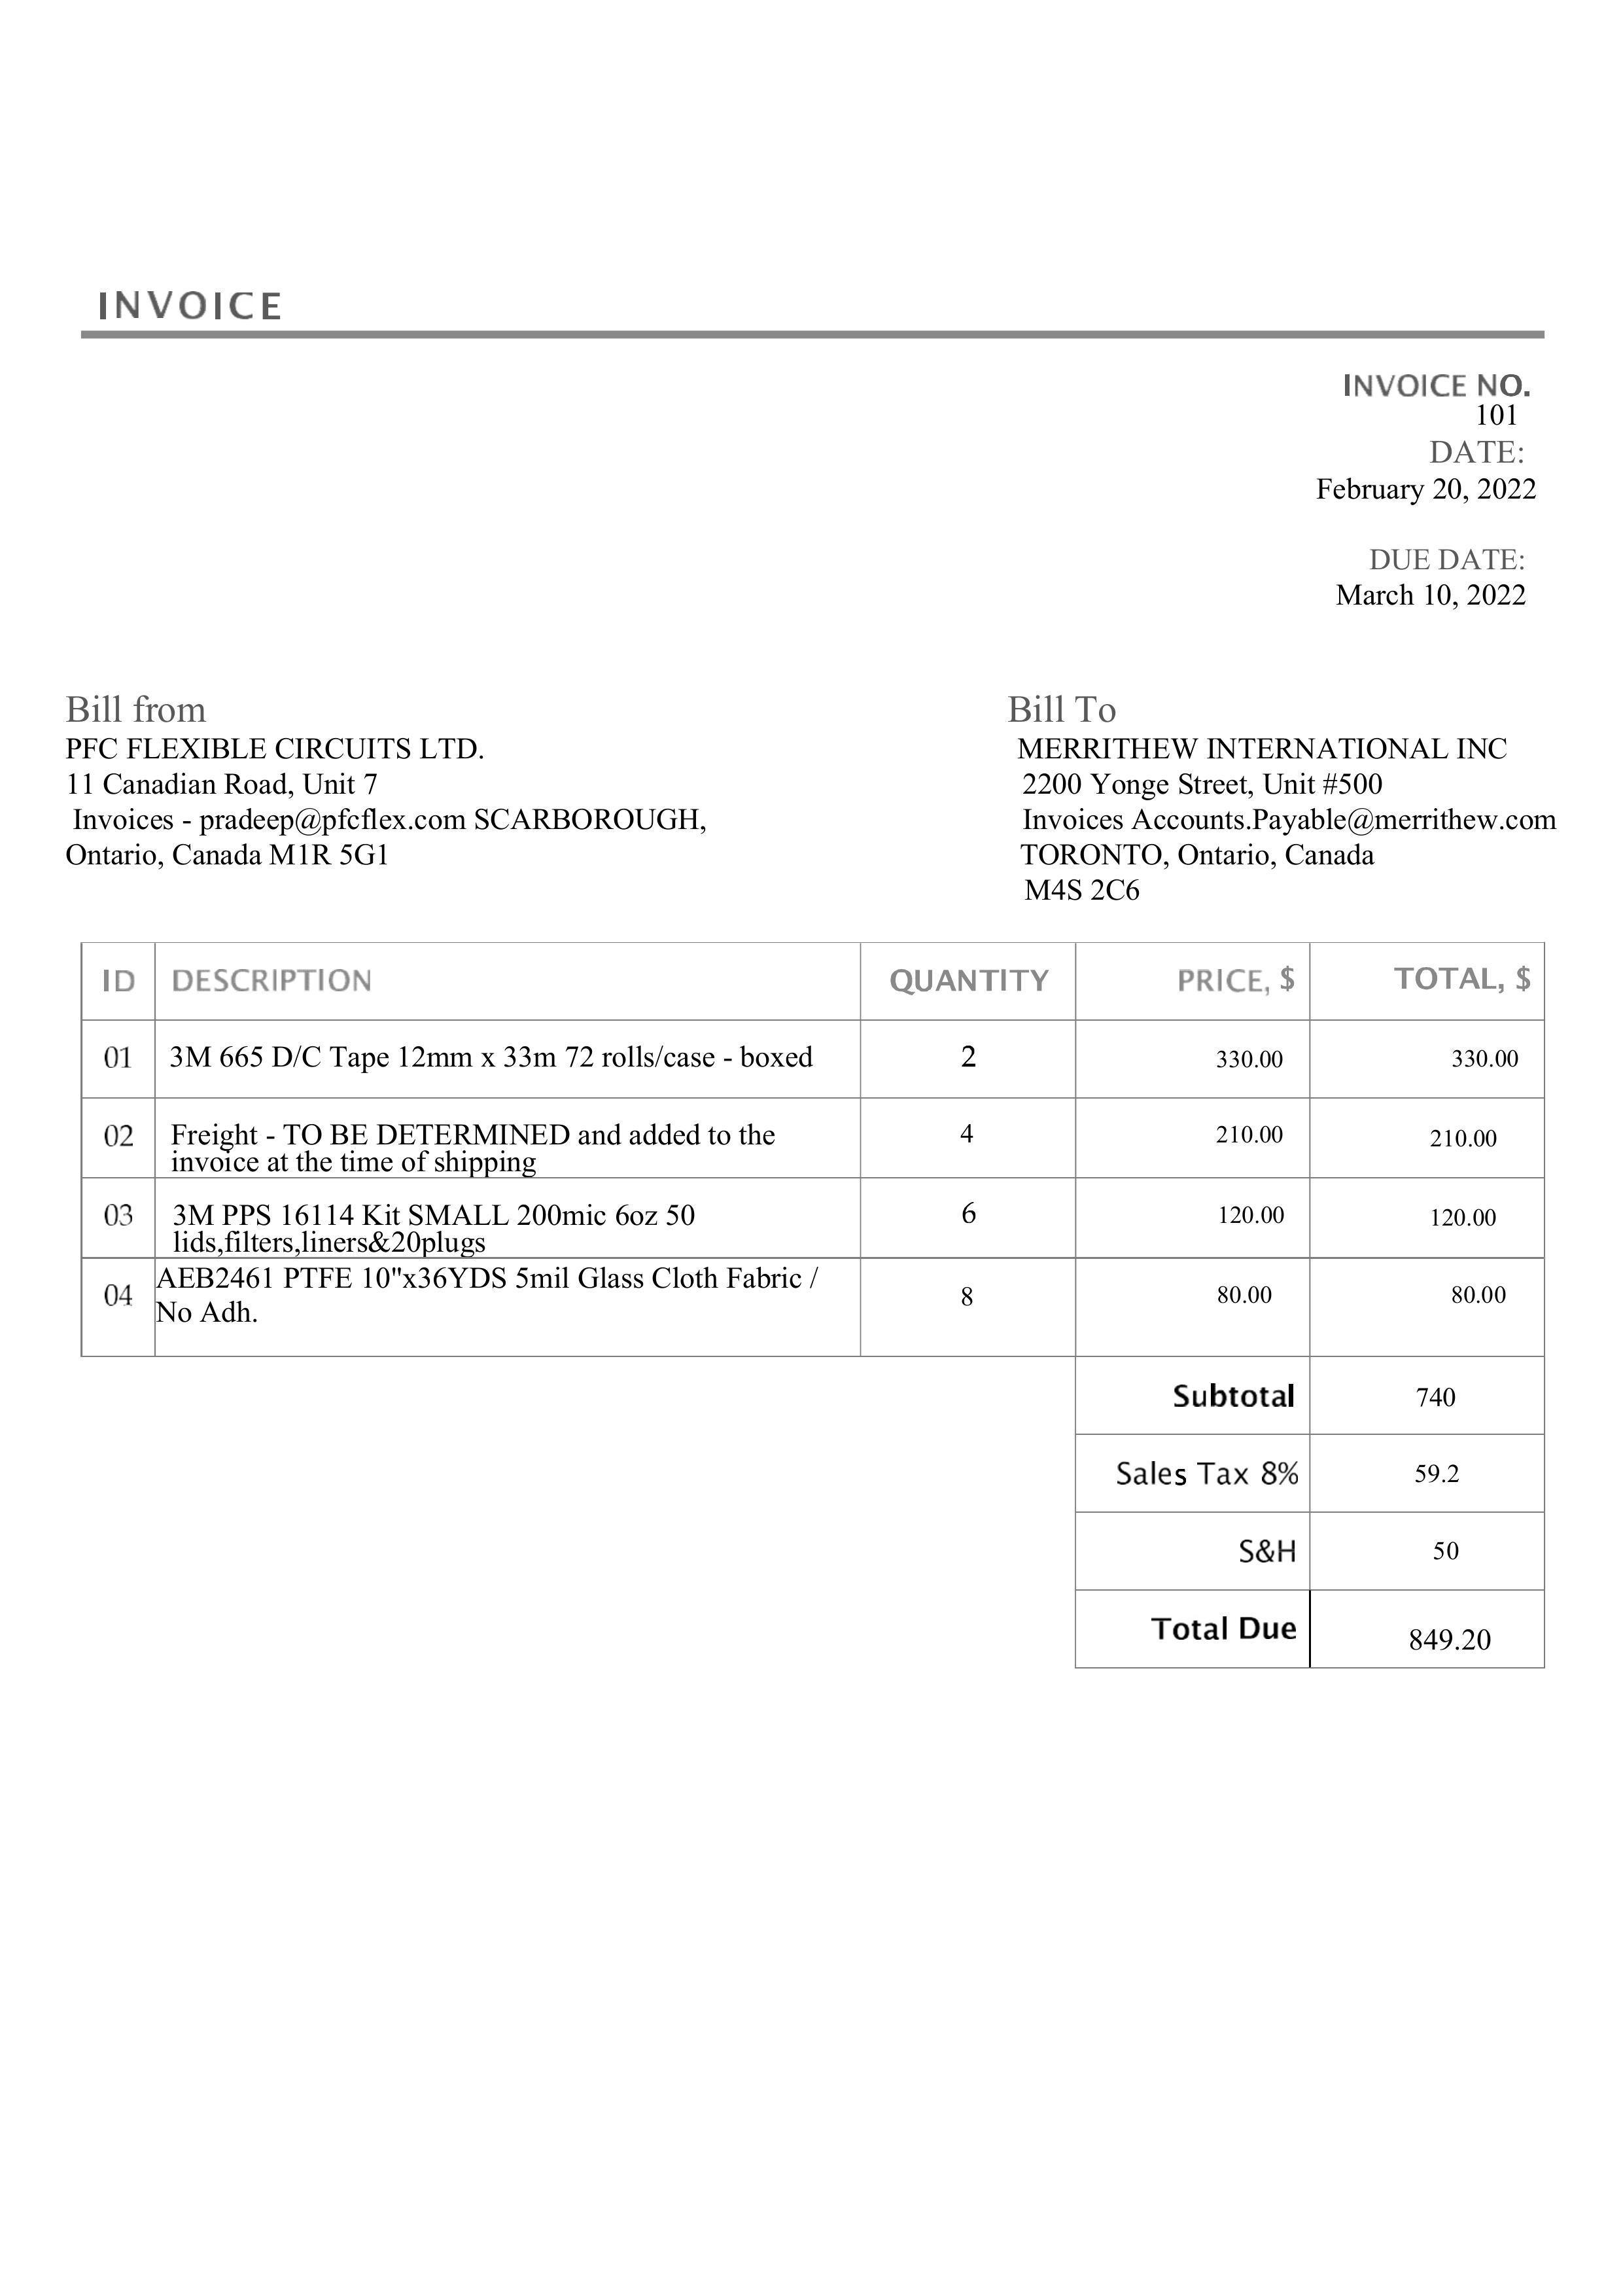 INVOICE
INVOICE NO.
101
DATE:
February 20, 2022
DUE DATE:
March 10, 2022
Bill from
PFC FLEXIBLE CIRCUITS LTD.
11 Canadian Road, Unit 7
Invoices - pradeep@pfcflex.com SCARBOROUGH,
Ontario, Canada M1R 5G1
Bill To
MERRITHEW INTERNATIONAL INC
2200 Yonge Street, Unit #500
Invoices Accounts.Payable@merrithew.com
TORONTO, Ontario, Canada
M4S 2C6
ID DESCRIPTION QUANTITY PRICE, $ TOTAL, $
01 3M 665 D/C Tape 12mm x 33m 72 rolls/case - boxed 2 330.00 330.00
02 Freight - TO BE DETERMINED and added to the 4 210.00 210.00
invoice at the time of shipping
03 3M PPS 16114 Kit SMALL 200mic 6oz 50 6 120.00 120.00
lids,filters,liners&20plugs
04 AEB2461 PTFE 10"x36YDS 5mil Glass Cloth Fabric / 8 80.00 80.00
No Adh.
Subtotal 740
Sales Tax 8% 59.2
S&H 50
Total Due 849.20